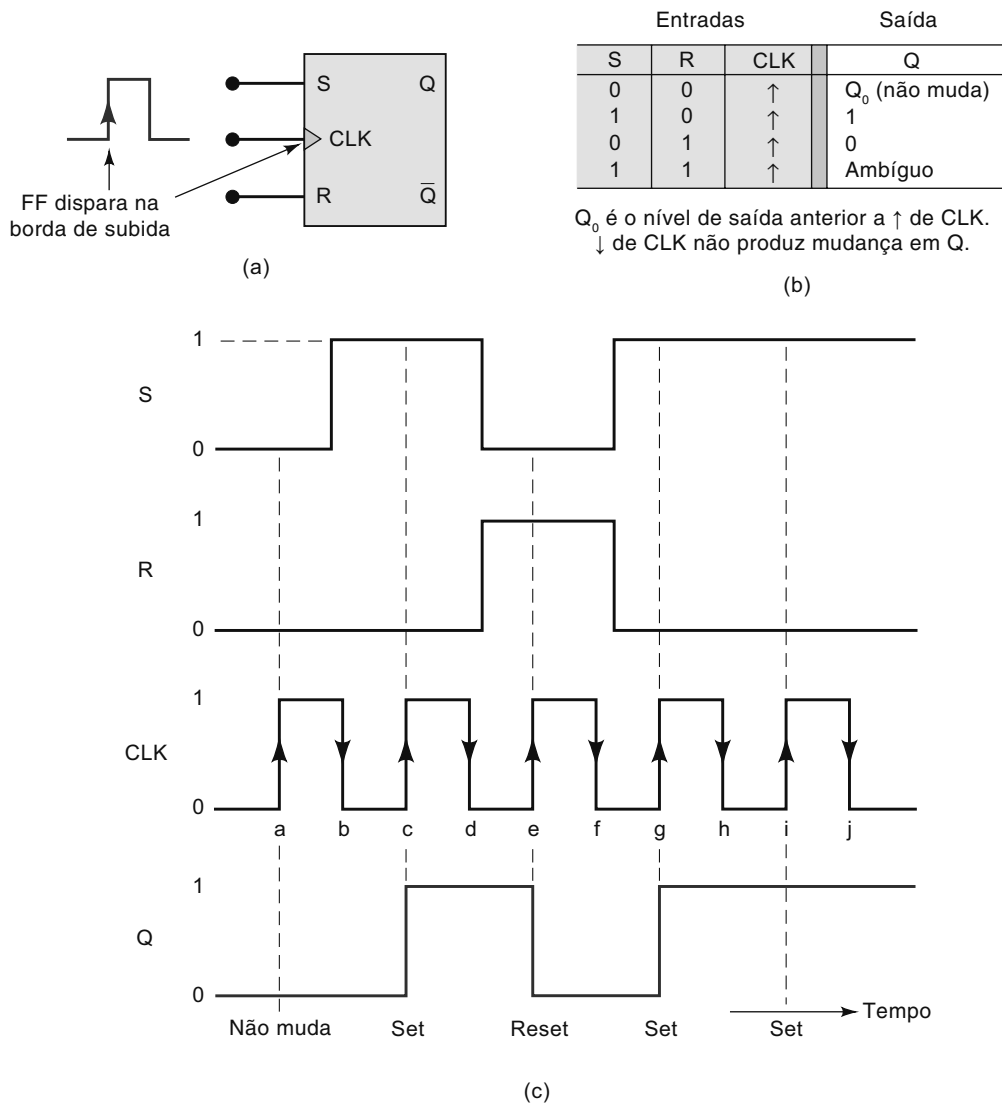 S Q
CLK
R Q̅
FF dispara na
borda de subida
(a)
Entradas Saída
S R CLK Q
0 0 ↑ Q₀ (não muda)
1 0 ↑ 1
0 1 ↑ 0
1 1 ↑ Ambíguo
Q₀ é o nível de saída anterior a ↑ de CLK.
↓ de CLK não produz mudança em Q.
(b)
1
S
0
1
R
0
1
CLK
0
a b c d e f g h i j
1
Q
0
Tempo
Não muda Set Reset Set Set
(c)